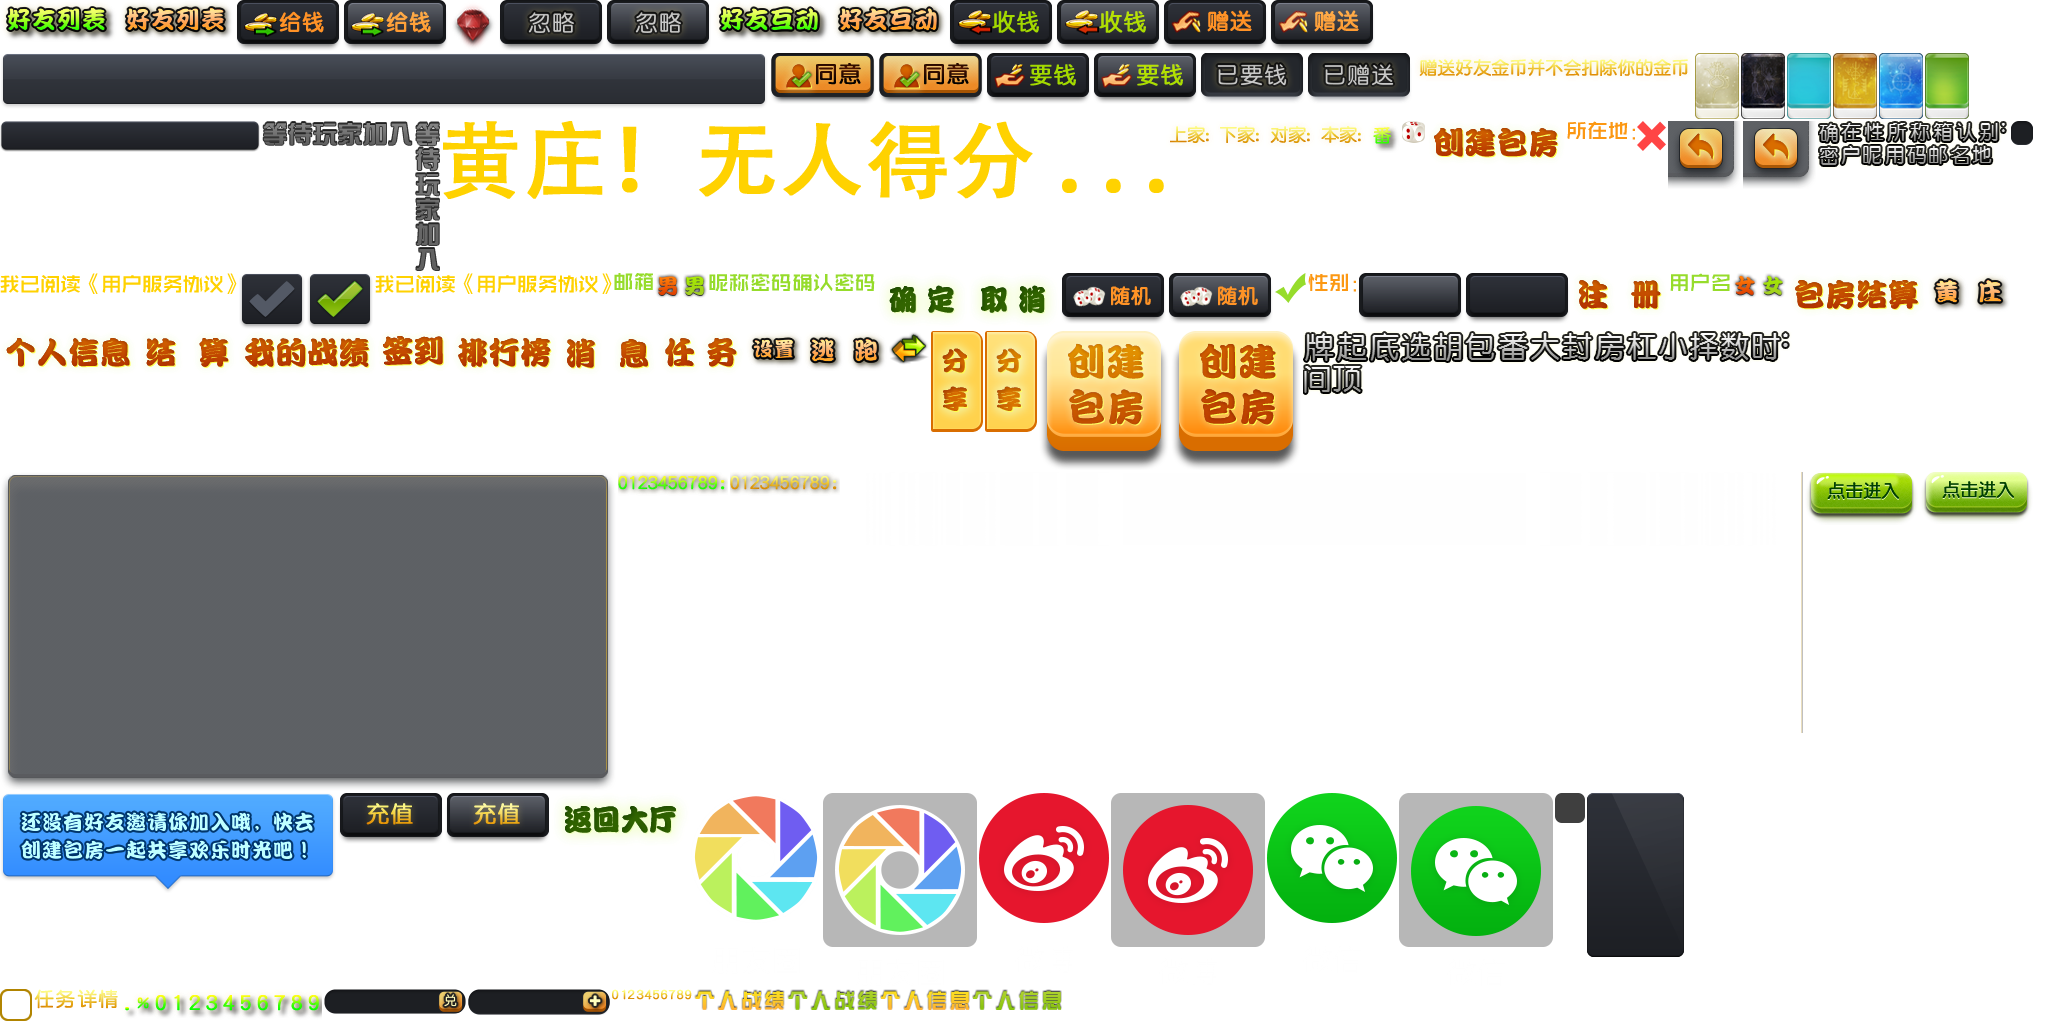 好友列表 好友列表 给钱 给钱 忽略 忽略 好友互动 好友互动 收钱 收钱 赠送 赠送
同意 同意 要钱 要钱 已要钱 已赠送 赠送好友金币并不会扣除你的金币
等待玩家加入 等待玩家加入 黄庄！无人得分... 上家: 下家: 对家: 本家: 番 创建包房 所在地: 确在性所称箱认别:
密户昵用码邮名地
我已阅读《用户服务协议》 我已阅读《用户服务协议》 邮箱 男 男 昵称密码确认密码 确定 取消 随机 随机 性别: 注册 用户名 女 女 包房结算 黄庄
个人信息 结算 我的战绩 签到 排行榜 消息 任务 设置 逃跑 分享 分享 创建包房 创建包房 牌起底选胡包番大封房杠小择数时:
间顶
0123456789: 0123456789: 点击进入 点击进入
还没有好友邀请你加入哦，快去
创建包房一起共享欢乐时光吧！
充值 充值 返回大厅
任务详情 .%0123456789 兑 0123456789 个人战绩 个人战绩 个人信息 个人信息